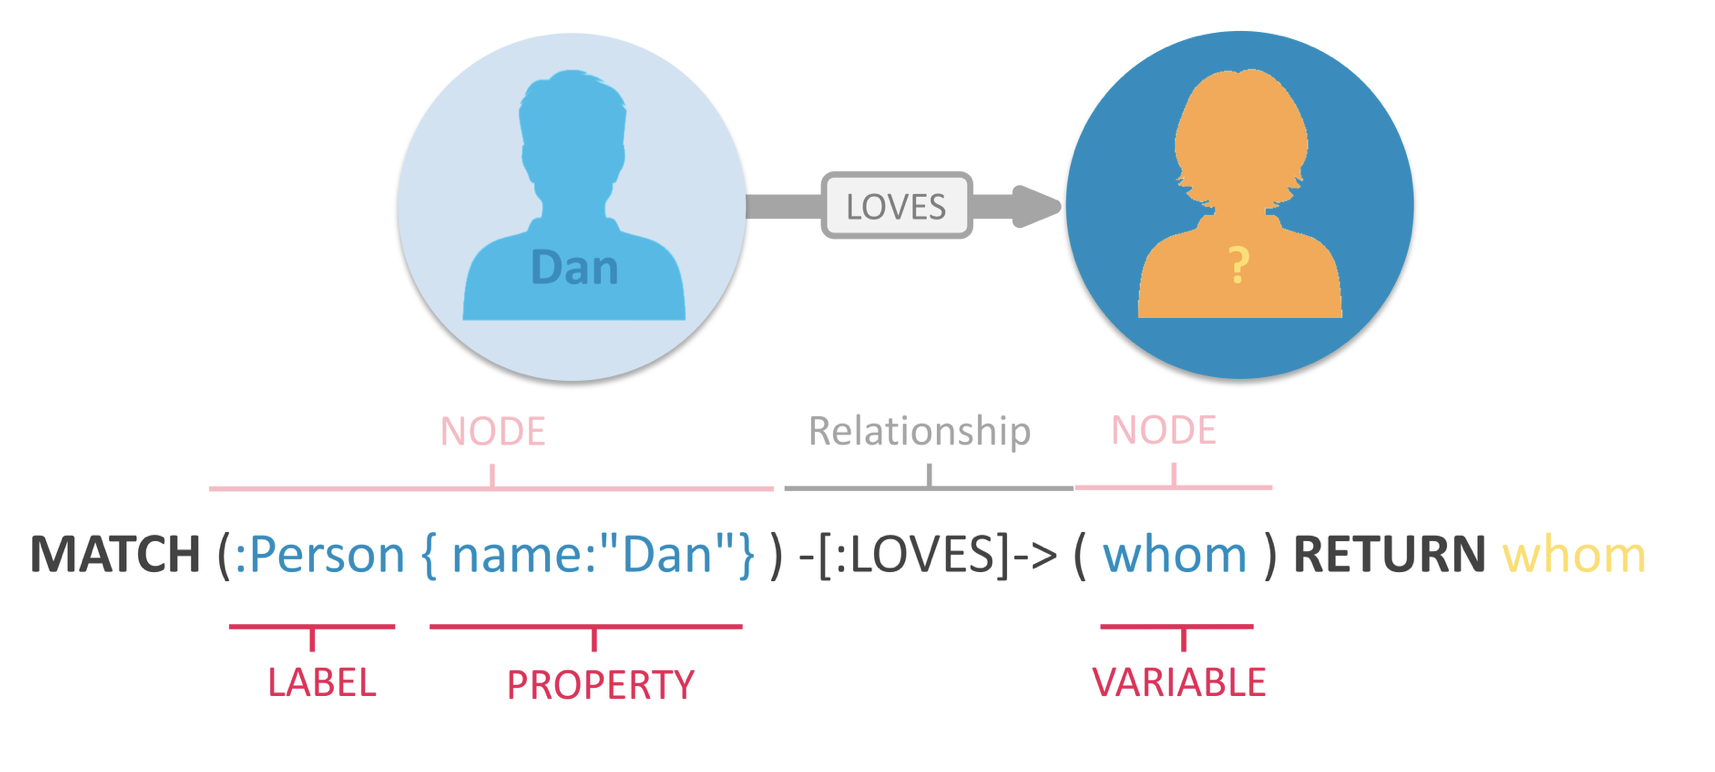 LOVES
Dan
?
NODE
Relationship
NODE
MATCH (:Person { name:"Dan"} ) -[:LOVES]-> ( whom ) RETURN whom
LABEL
PROPERTY
VARIABLE